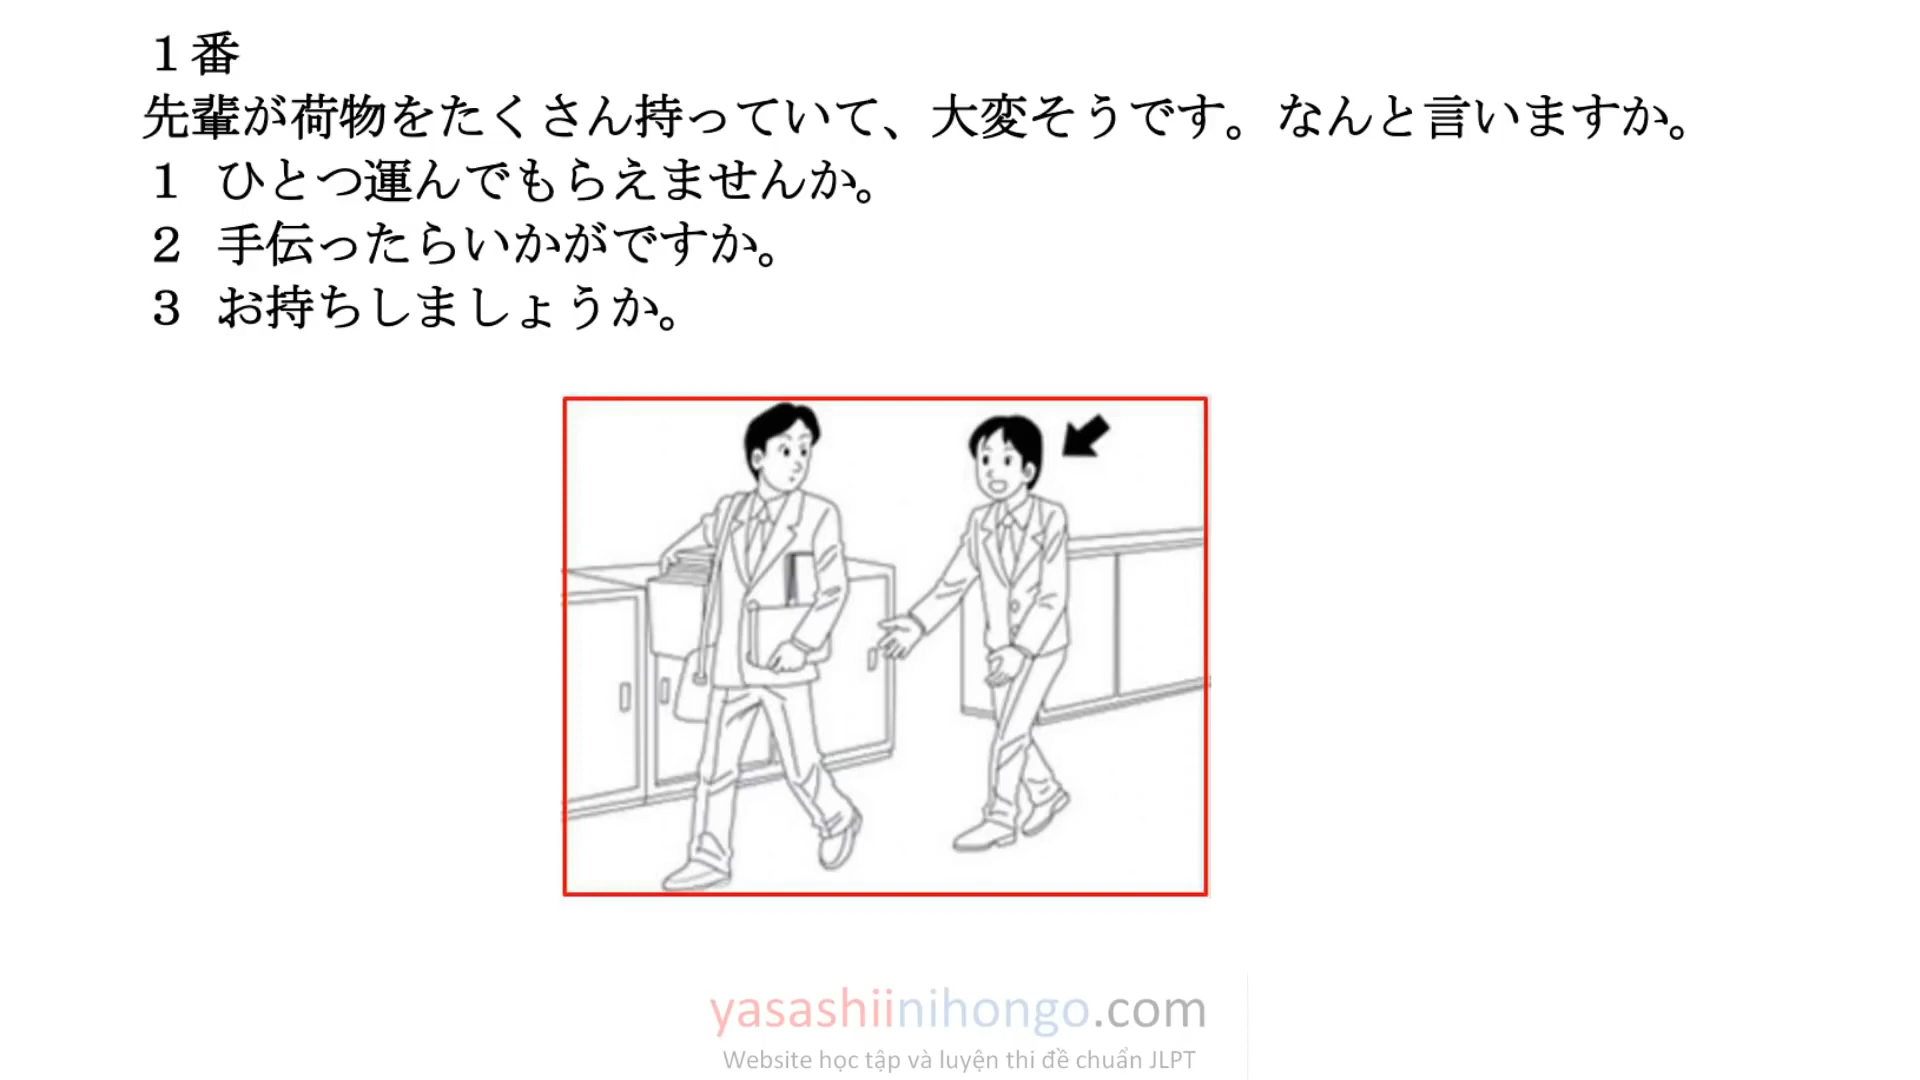 １番
先輩が荷物をたくさん持っていて、大変そうです。なんと言いますか。
１ ひとつ運んでもらえませんか。
２ 手伝ったらいかがですか。
３ お持ちしましょうか。
yasashiinihongo.com
Website học tập và luyện thi đề chuẩn JLPT